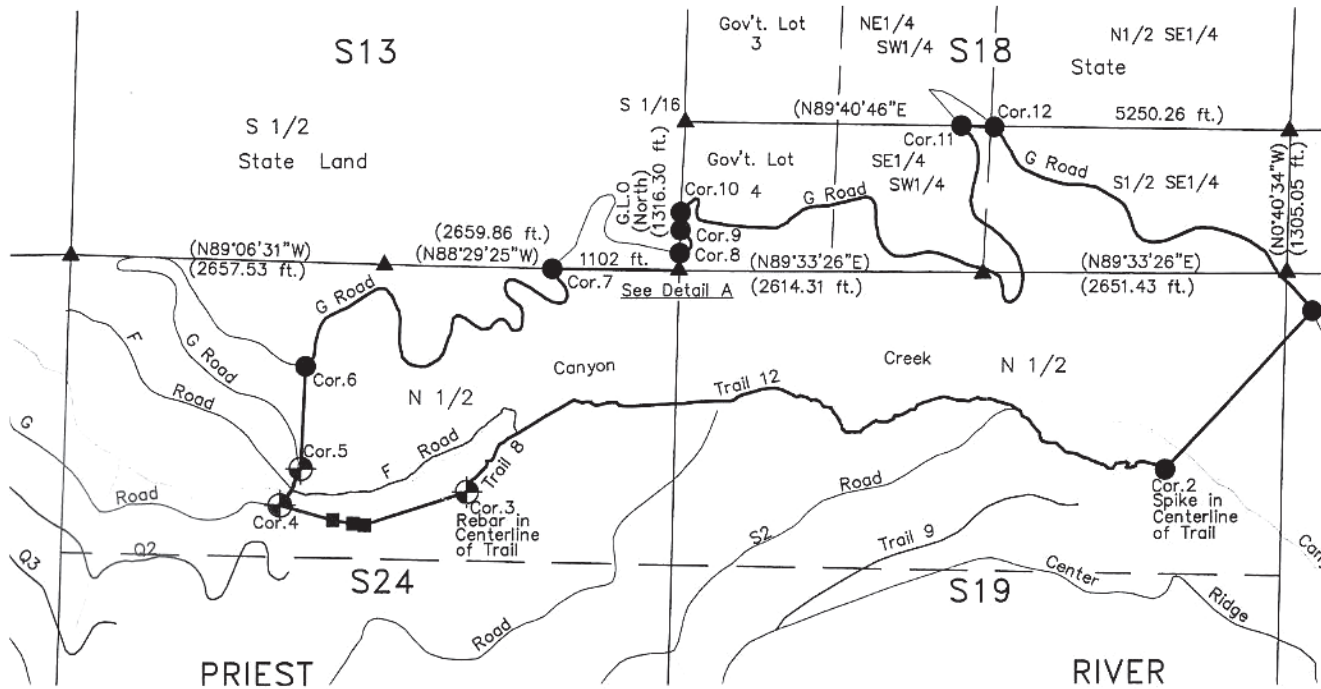 S13
Gov't. Lot
3
NE1/4
SW1/4
S18
N1/2 SE1/4
State
S 1/2
State Land
S 1/16
(N89°40'46"E
Cor.12
5250.26 ft.)
Cor.11
G Road
Gov't. Lot
4
SE1/4
SW1/4
S1/2 SE1/4
(N0°40'34"W)
(1305.05 ft.)
G.L.O
(North)
(1316.30 ft.)
Cor.10
G Road
Cor.9
Cor.8
(2659.86 ft.)
(N89°06'31"W)
(N88°29'25"W)
1102 ft.
(N89°33'26"E)
(N89°33'26"E)
(2657.53 ft.)
Cor.7
See Detail A
(2614.31 ft.)
(2651.43 ft.)
G Road
F
Road
G Road
Cor.6
Canyon
Creek
N 1/2
N 1/2
Trail 12
G
Road
Cor.5
F Road
Trail 8
Cor.4
Cor.3
Rebar in
Centerline
of Trail
Road
S2
Road
Cor.2
Spike in
Centerline
of Trail
Trail 9
Q3
Q2
S24
S19
Center
Ridge
PRIEST
RIVER